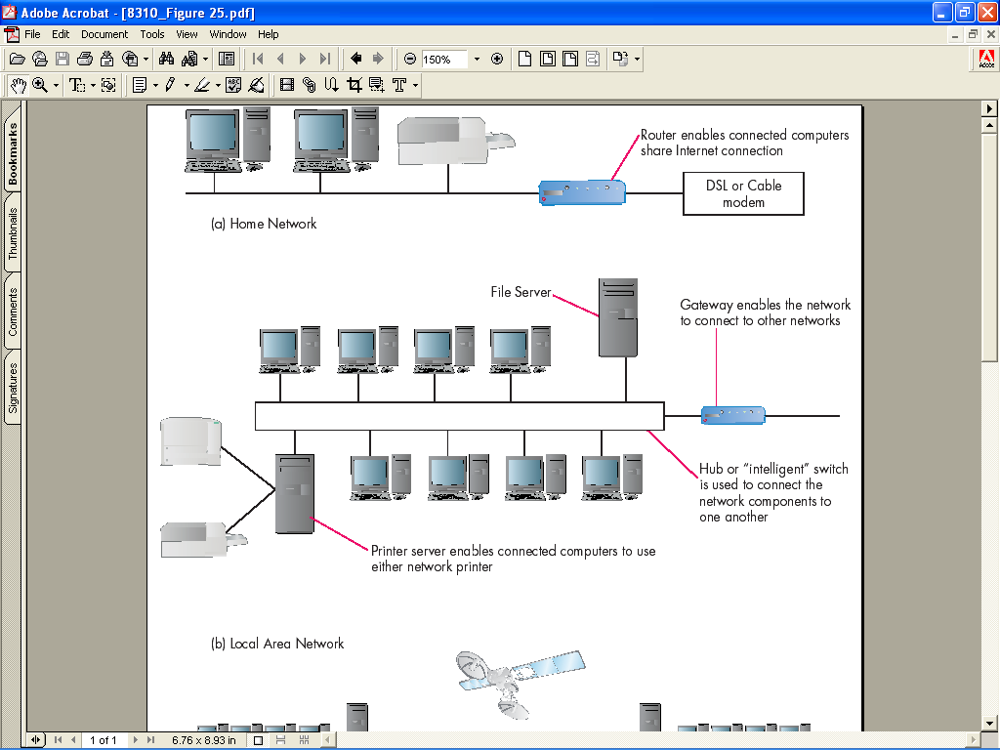 Adobe Acrobat - [8310_Figure 25.pdf]
File Edit Document Tools View Window Help
150%
Adobe
Bookmarks
Thumbnails
Comments
Signatures
Router enables connected computers
share Internet connection
DSL or Cable
modem
(a) Home Network
File Server
Gateway enables the network
to connect to other networks
Hub or “intelligent” switch
is used to connect the
network components to
one another
Printer server enables connected computers to use
either network printer
(b) Local Area Network
1 of 1
6.76 x 8.93 in